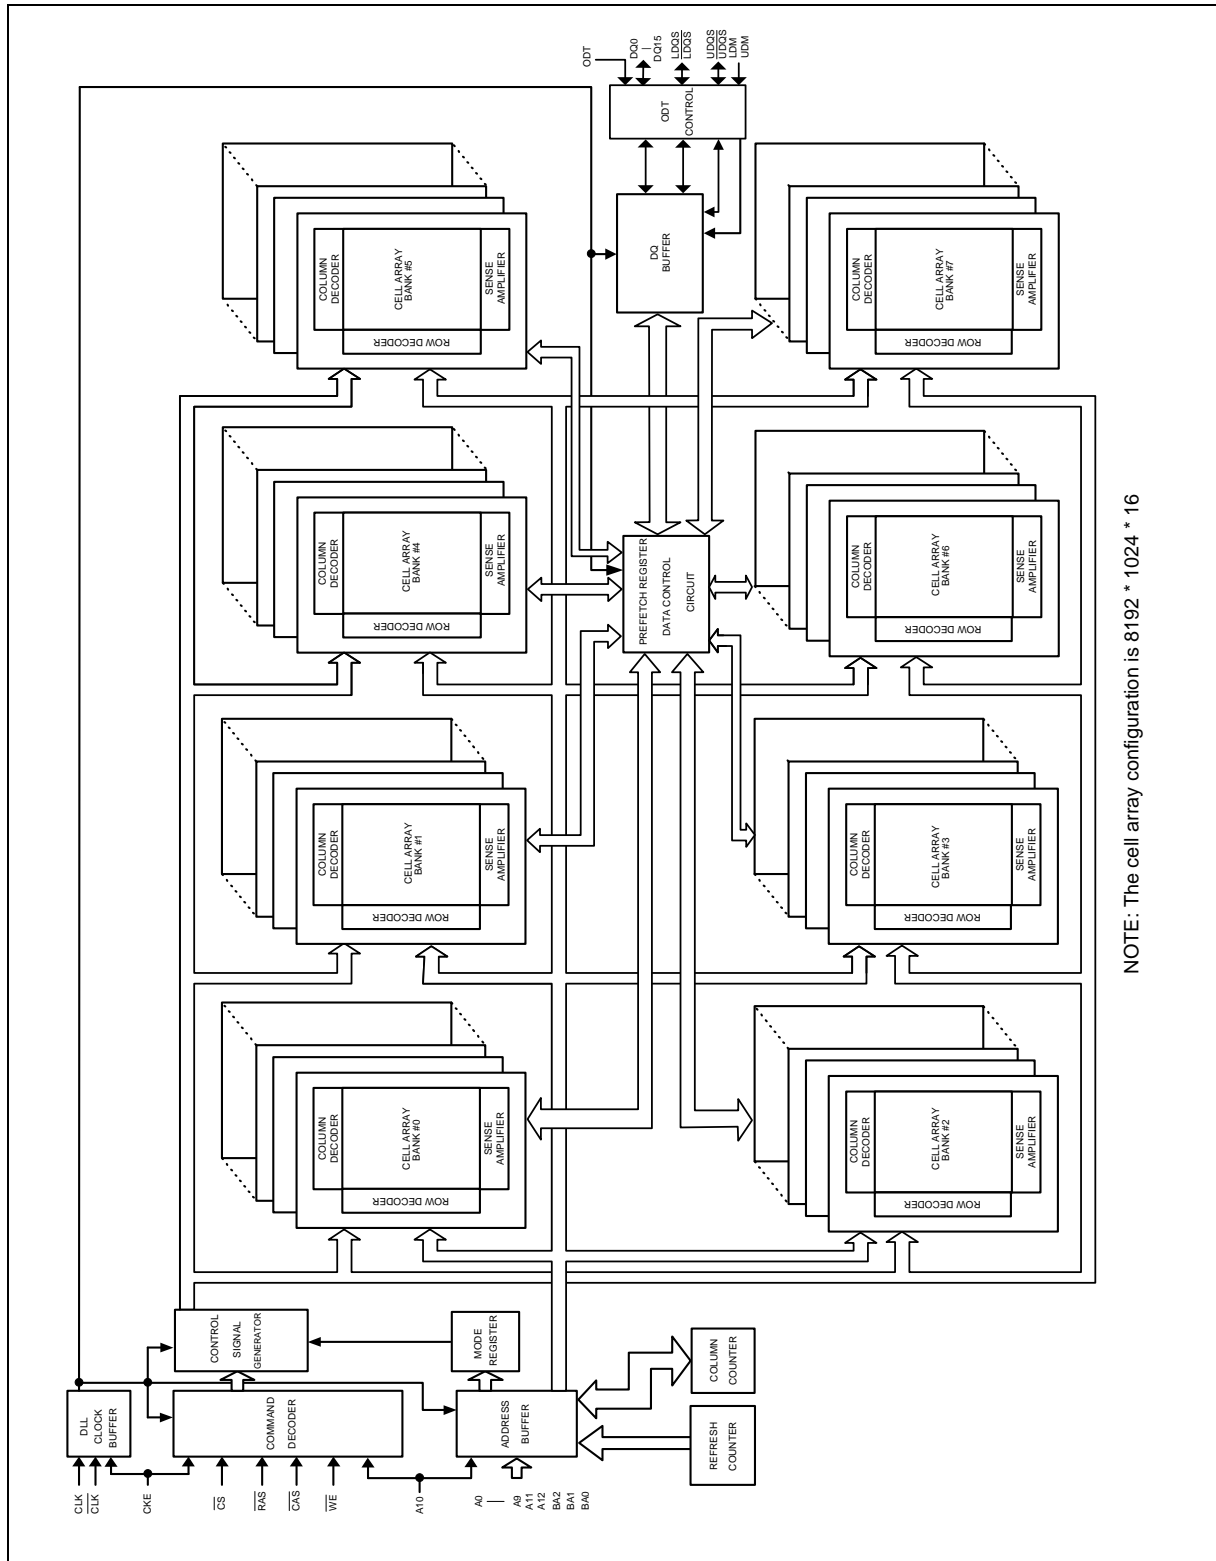 CLK
CLK
CKE
CS
RAS
CAS
WE
A10
A0
A9
A11
A12
BA2
BA1
BA0
DLL
CLOCK
BUFFER
COMMAND
DECODER
ADDRESS
BUFFER
REFRESH
COUNTER
COLUMN
COUNTER
CONTROL
SIGNAL
GENERATOR
MODE
REGISTER
COLUMN
DECODER
CELL ARRAY
BANK #0
SENSE
AMPLIFIER
ROW DECODER
COLUMN
DECODER
CELL ARRAY
BANK #2
SENSE
AMPLIFIER
ROW DECODER
COLUMN
DECODER
CELL ARRAY
BANK #1
SENSE
AMPLIFIER
ROW DECODER
COLUMN
DECODER
CELL ARRAY
BANK #3
SENSE
AMPLIFIER
ROW DECODER
COLUMN
DECODER
CELL ARRAY
BANK #4
SENSE
AMPLIFIER
ROW DECODER
COLUMN
DECODER
CELL ARRAY
BANK #6
SENSE
AMPLIFIER
ROW DECODER
COLUMN
DECODER
CELL ARRAY
BANK #5
SENSE
AMPLIFIER
ROW DECODER
COLUMN
DECODER
CELL ARRAY
BANK #7
SENSE
AMPLIFIER
ROW DECODER
PREFETCH REGISTER
DATA CONTROL
CIRCUIT
DQ
BUFFER
ODT
CONTROL
ODT
DQ0
DQ15
LDQS
LDQS
UDQS
UDQS
LDM
UDM
NOTE: The cell array configuration is 8192 * 1024 * 16